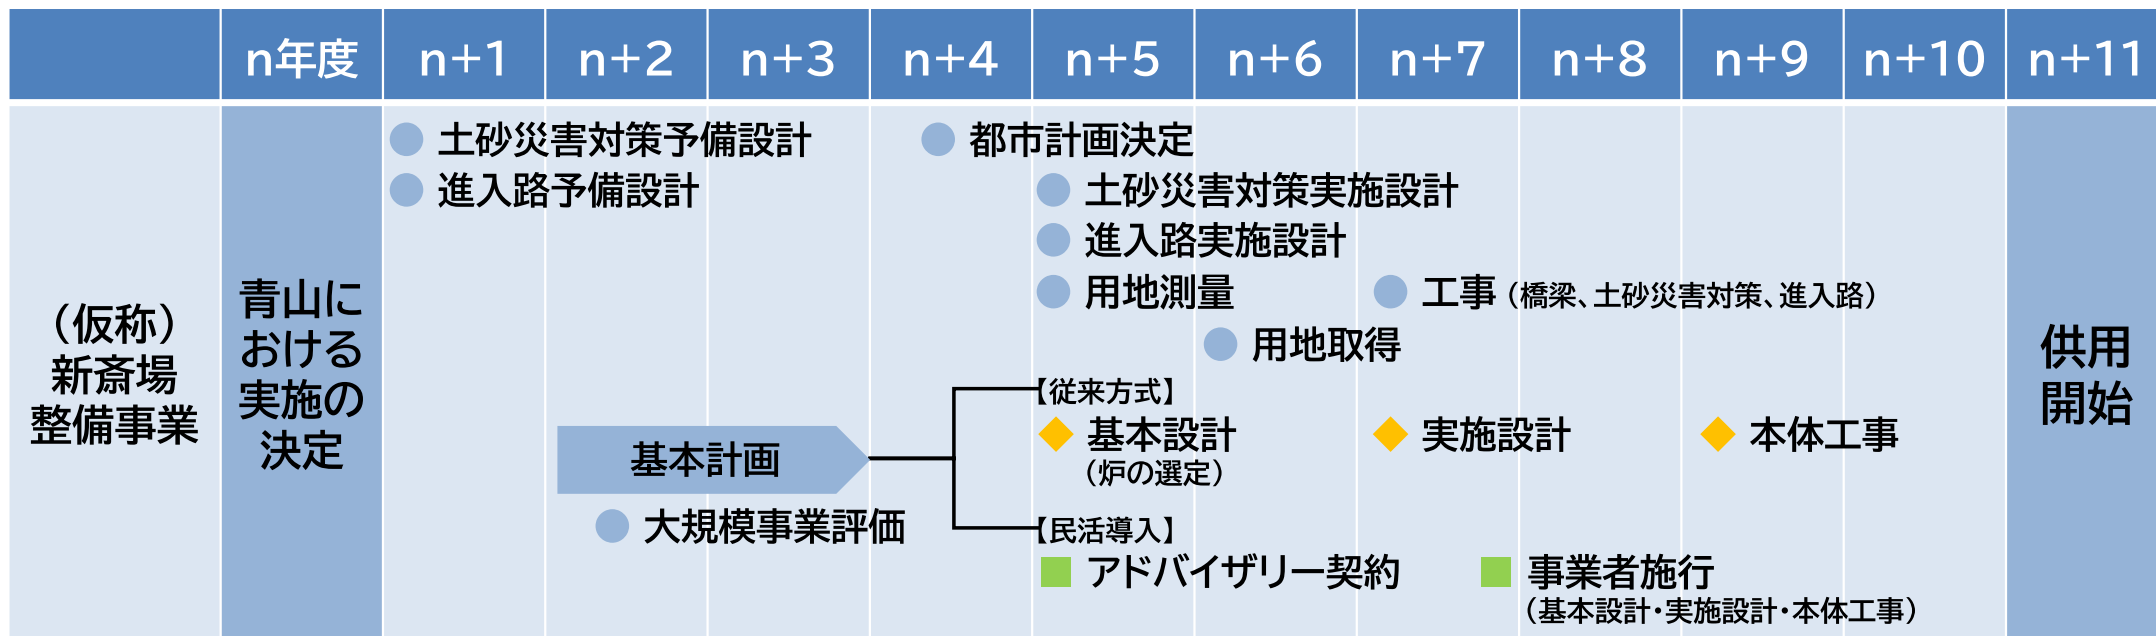 n年度 n+1 n+2 n+3 n+4 n+5 n+6 n+7 n+8 n+9 n+10 n+11
（仮称）
新斎場
整備事業
青山に
おける
実施の
決定
土砂災害対策予備設計
進入路予備設計
都市計画決定
土砂災害対策実施設計
進入路実施設計
用地測量
工事（橋梁、土砂災害対策、進入路）
用地取得
基本計画
大規模事業評価
【従来方式】
基本設計
（炉の選定）
実施設計
本体工事
【民活導入】
アドバイザリー契約
事業者施行
（基本設計・実施設計・本体工事）
供用
開始